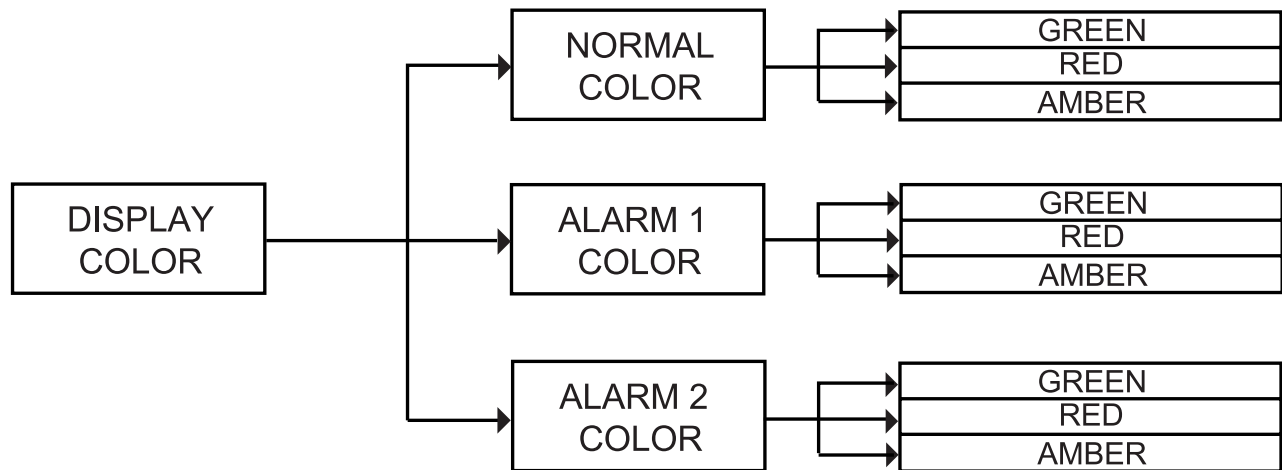 DISPLAY
COLOR
NORMAL
COLOR
GREEN
RED
AMBER
ALARM 1
COLOR
GREEN
RED
AMBER
ALARM 2
COLOR
GREEN
RED
AMBER